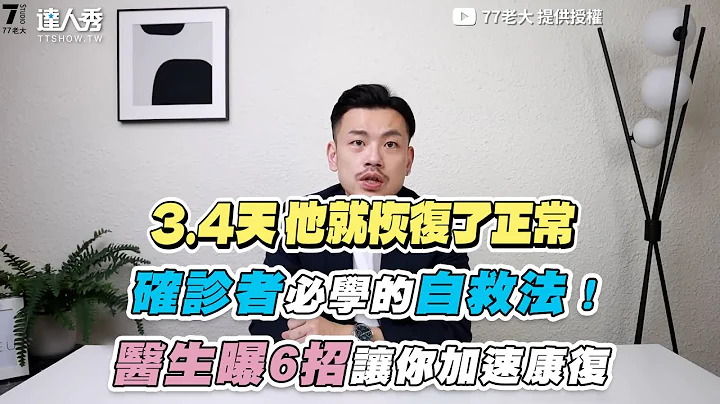 7
Studio
77老大
達人秀
TTSHOW.TW
77老大 提供授權
3.4天 他就恢復了正常
確診者必學的自救法！
醫生曝6招讓你加速康復